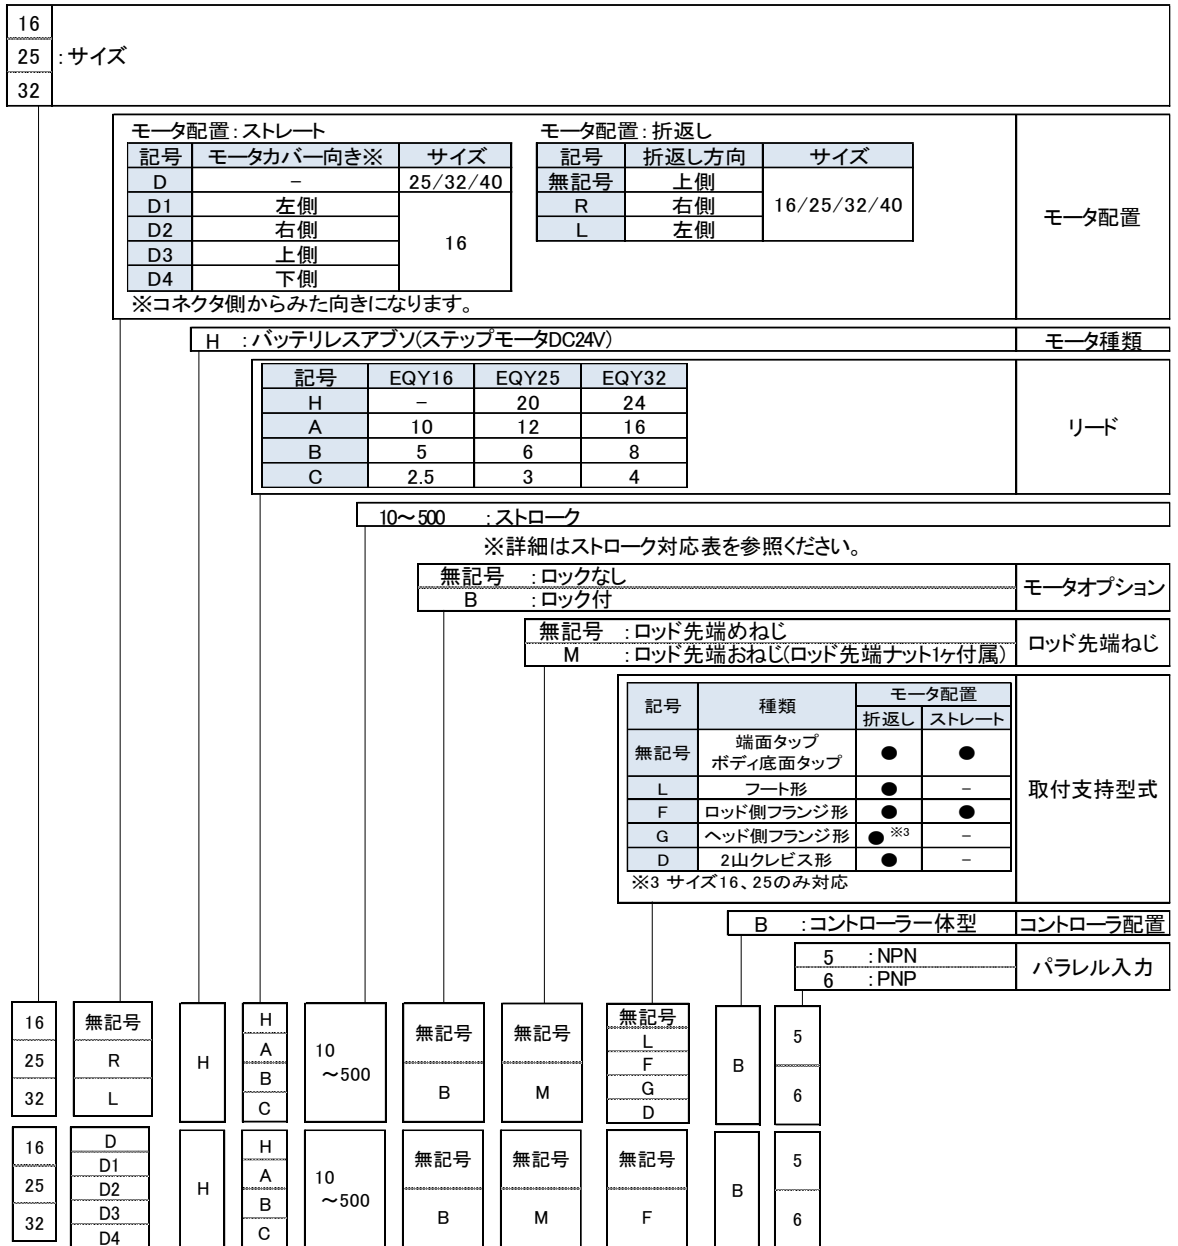 16
25
32
:サイズ
モータ配置:ストレート
記号 モータカバー向き※ サイズ
D − 25/32/40
D1 左側
D2 右側
D3 上側
D4 下側
16
※コネクタ側からみた向きになります。
モータ配置:折返し
記号 折返し方向 サイズ
無記号 上側
R 右側
L 左側
16/25/32/40
モータ配置
H :バッテリレスアブソ(ステップモータDC24V) モータ種類
記号 EQY16 EQY25 EQY32
H − 20 24
A 10 12 16
B 5 6 8
C 2.5 3 4
リード
10~500 :ストローク
※詳細はストローク対応表を参照ください。
無記号 :ロックなし
B :ロック付
モータオプション
無記号 :ロッド先端めねじ
M :ロッド先端おねじ(ロッド先端ナット1ヶ付属)
ロッド先端ねじ
記号 種類 モータ配置
折返し ストレート
無記号 端面タップ
ボディ底面タップ ● ●
L フート形 ● −
F ロッド側フランジ形 ● ●
G ヘッド側フランジ形 ●※3 −
D 2山クレビス形 ● −
※3 サイズ16、25のみ対応
取付支持型式
B :コントローラ一体型 コントローラ配置
5 :NPN
6 :PNP
パラレル入力
16
25
32
無記号
R
L
H
H
A
B
C
10
~500
無記号
B
無記号
M
無記号
L
F
G
D
B
5
6
16
25
32
D
D1
D2
D3
D4
H
H
A
B
C
10
~500
無記号
B
無記号
M
無記号
F
B
5
6